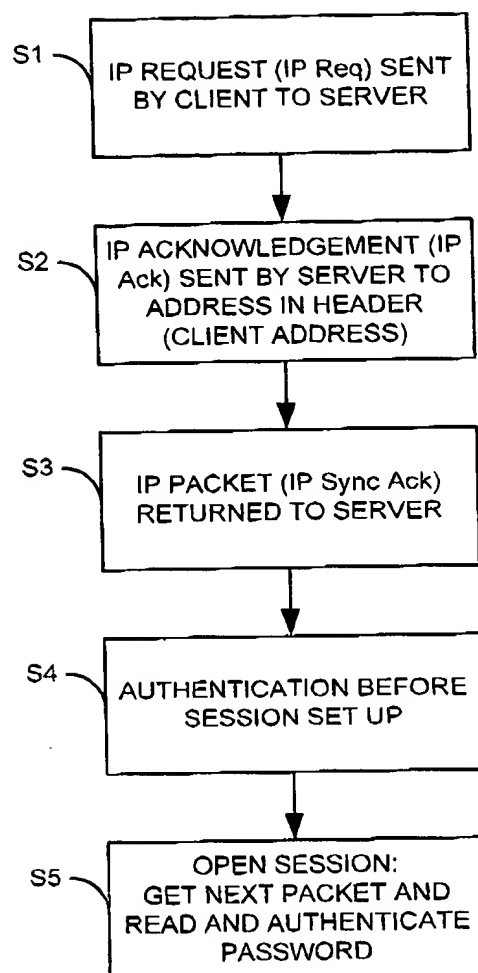 S1
IP REQUEST (IP Req) SENT
BY CLIENT TO SERVER
S2
IP ACKNOWLEDGEMENT (IP
Ack) SENT BY SERVER TO
ADDRESS IN HEADER
(CLIENT ADDRESS)
S3
IP PACKET (IP Sync Ack)
RETURNED TO SERVER
S4
AUTHENTICATION BEFORE
SESSION SET UP
S5
OPEN SESSION:
GET NEXT PACKET AND
READ AND AUTHENTICATE
PASSWORD